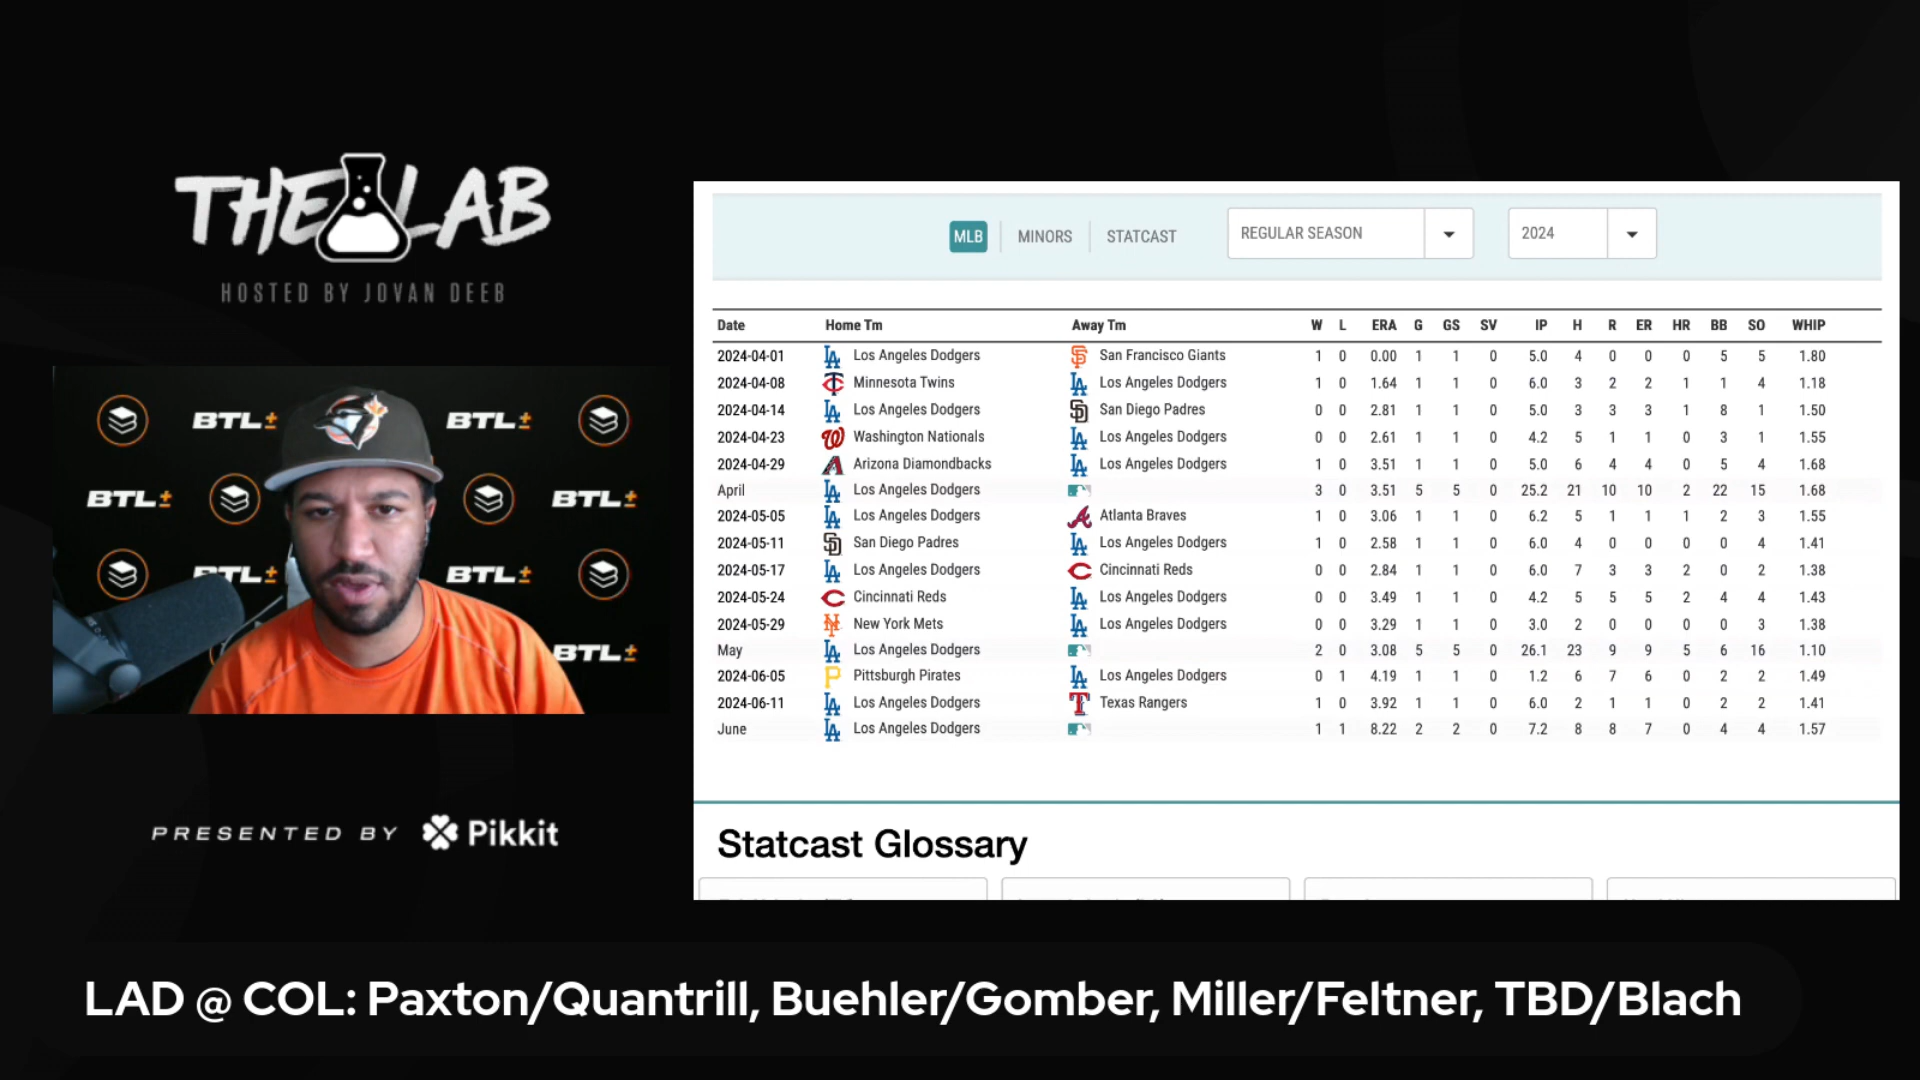 THE LAB
HOSTED BY JOVAN DEEB
BTL± BTL±
BTL± BTL±
BTL± BTL±
BTL±
PRESENTED BY Pikkit
MLB MINORS STATCAST REGULAR SEASON 2024
Date Home Tm Away Tm W L ERA G GS SV IP H R ER HR BB SO WHIP
2024-04-01 Los Angeles Dodgers San Francisco Giants 1 0 0.00 1 1 0 5.0 4 0 0 0 5 5 1.80
2024-04-08 Minnesota Twins Los Angeles Dodgers 1 0 1.64 1 1 0 6.0 3 2 2 1 1 4 1.18
2024-04-14 Los Angeles Dodgers San Diego Padres 0 0 2.81 1 1 0 5.0 3 3 3 1 8 1 1.50
2024-04-23 Washington Nationals Los Angeles Dodgers 0 0 2.61 1 1 0 4.2 5 1 1 0 3 1 1.55
2024-04-29 Arizona Diamondbacks Los Angeles Dodgers 1 0 3.51 1 1 0 5.0 6 4 4 0 5 4 1.68
April Los Angeles Dodgers 3 0 3.51 5 5 0 25.2 21 10 10 2 22 15 1.68
2024-05-05 Los Angeles Dodgers Atlanta Braves 1 0 3.06 1 1 0 6.2 5 1 1 1 2 3 1.55
2024-05-11 San Diego Padres Los Angeles Dodgers 1 0 2.58 1 1 0 6.0 4 0 0 0 0 4 1.41
2024-05-17 Los Angeles Dodgers Cincinnati Reds 0 0 2.84 1 1 0 6.0 7 3 3 2 0 2 1.38
2024-05-24 Cincinnati Reds Los Angeles Dodgers 0 0 3.49 1 1 0 4.2 5 5 5 2 4 4 1.43
2024-05-29 New York Mets Los Angeles Dodgers 0 0 3.29 1 1 0 3.0 2 0 0 0 0 3 1.38
May Los Angeles Dodgers 2 0 3.08 5 5 0 26.1 23 9 9 5 6 16 1.10
2024-06-05 Pittsburgh Pirates Los Angeles Dodgers 0 1 4.19 1 1 0 1.2 6 7 6 0 2 2 1.49
2024-06-11 Los Angeles Dodgers Texas Rangers 1 0 3.92 1 1 0 6.0 2 1 1 0 2 2 1.41
June Los Angeles Dodgers 1 1 8.22 2 2 0 7.2 8 8 7 0 4 4 1.57
Statcast Glossary
LAD @ COL: Paxton/Quantrill, Buehler/Gomber, Miller/Feltner, TBD/Blach